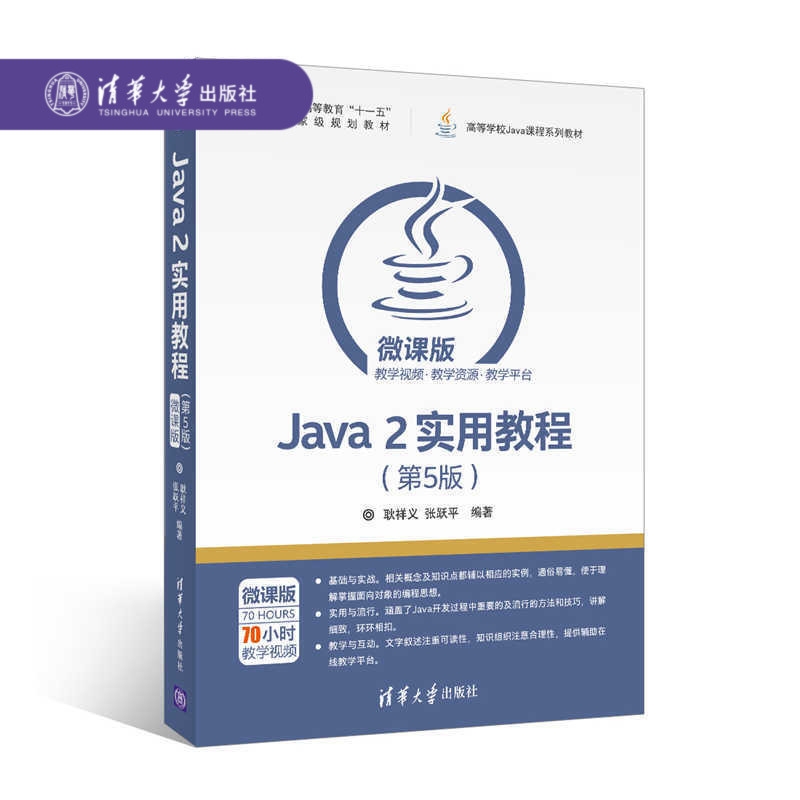 清华大学出版社
TSINGHUA UNIVERSITY PRESS
高等教育“十一五”
家级规划教材
高等学校Java课程系列教材
微课版
教学视频·教学资源·教学平台
Java 2 实用教程
(第5版)
◎ 耿祥义 张跃平 编著
微课版
70 HOURS
70小时
教学视频
• 基础与实战。相关概念及知识点都辅以相应的实例，通俗易懂，便于理
解掌握面向对象的编程思想。
• 实用与流行。涵盖了Java开发过程中重要的及流行的方法和技巧，讲解
细致，环环相扣。
• 教学与互动。文字叙述注重可读性，知识组织注意合理性，提供辅助在
线教学平台。
清华大学出版社
Java 2 实用教程
(第5版)
微课版
◎ 耿祥义
张跃平
编著
清华大学出版社